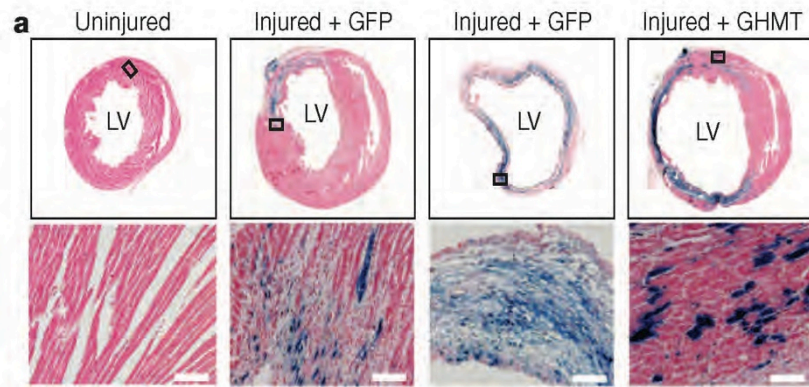 a
Uninjured
Injured + GFP
Injured + GFP
Injured + GHMT
LV
LV
LV
LV